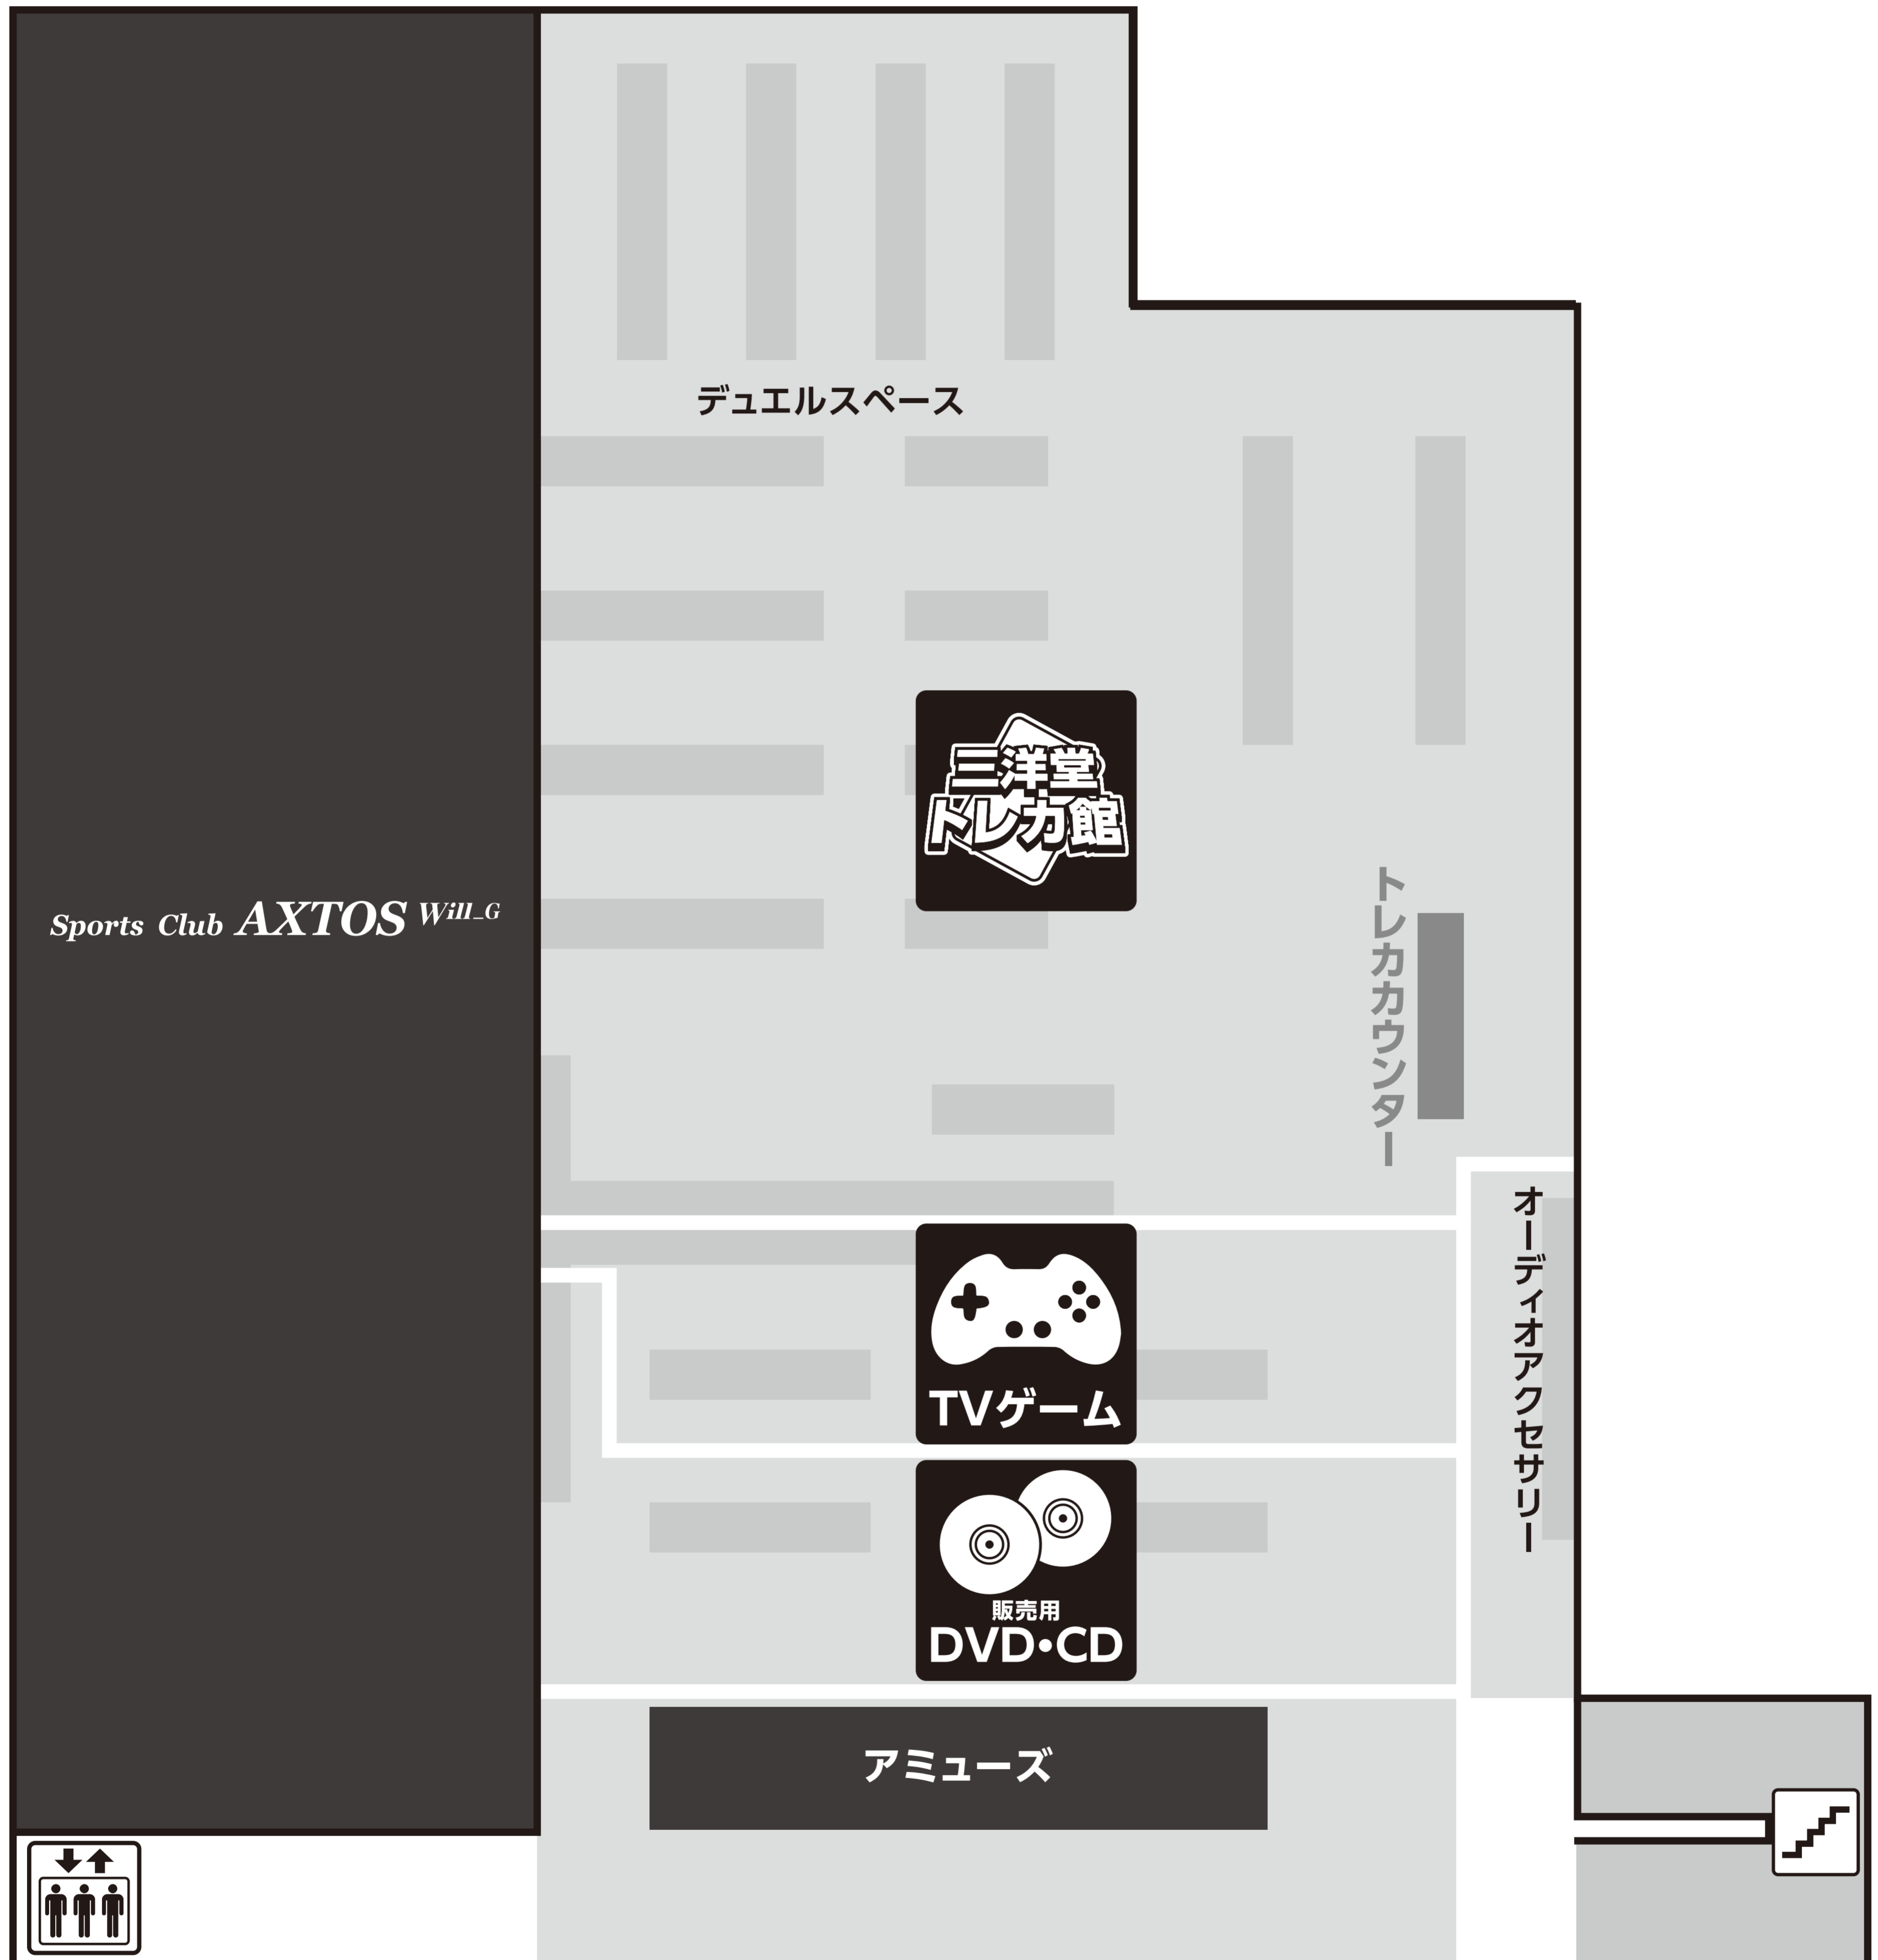 デュエルスペース
三洋堂
トレカ館
Sports Club AXTOS Will_G
トレカカウンター
オーディオアクセサリー
TVゲーム
販売用
DVD・CD
アミューズ